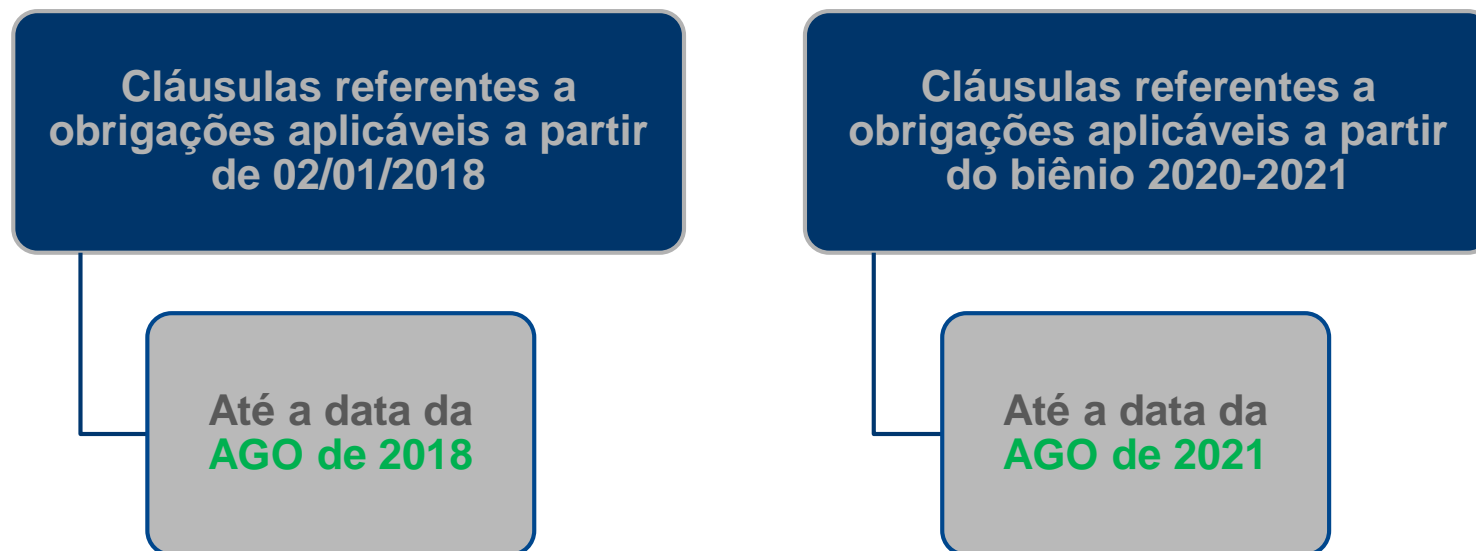 Cláusulas referentes a
obrigações aplicáveis a partir
de 02/01/2018
Até a data da
AGO de 2018
Cláusulas referentes a
obrigações aplicáveis a partir
do biênio 2020-2021
Até a data da
AGO de 2021